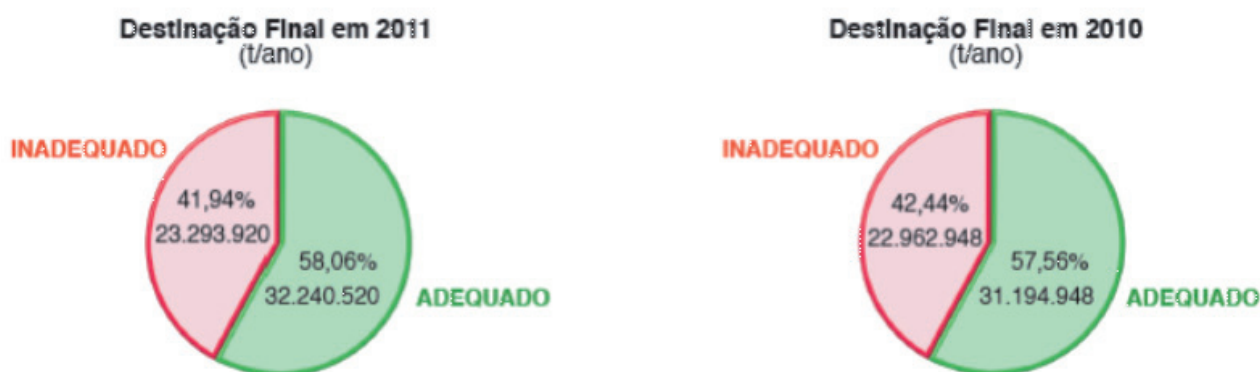 Destinação Final em 2011
(t/ano)
INADEQUADO
41,94%
23.293.920
58,06%
32.240.520
ADEQUADO
Destinação Final em 2010
(t/ano)
INADEQUADO
42,44%
22.962.948
57,56%
31.194.948
ADEQUADO